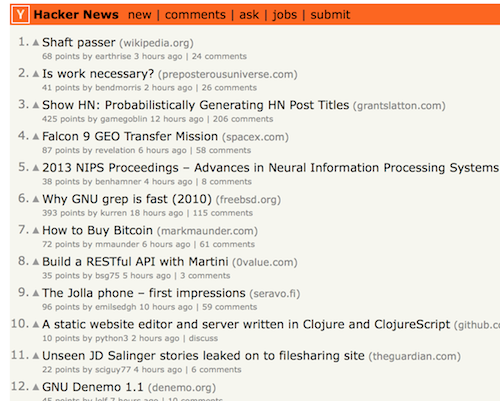 Y Hacker News new | comments | ask | jobs | submit
1. Shaft passer (wikipedia.org)
68 points by earthrise 3 hours ago | 24 comments
2. Is work necessary? (preposterousuniverse.com)
41 points by bendmorris 2 hours ago | 26 comments
3. Show HN: Probabilistically Generating HN Post Titles (grantslatton.com)
425 points by gamegoblin 12 hours ago | 206 comments
4. Falcon 9 GEO Transfer Mission (spacex.com)
87 points by revelation 6 hours ago | 58 comments
5. 2013 NIPS Proceedings – Advances in Neural Information Processing Systems
38 points by benhamner 4 hours ago | 8 comments
6. Why GNU grep is fast (2010) (freebsd.org)
393 points by kurren 18 hours ago | 115 comments
7. How to Buy Bitcoin (markmaunder.com)
72 points by mmaunder 6 hours ago | 61 comments
8. Build a RESTful API with Martini (0value.com)
35 points by bsg75 5 hours ago | 3 comments
9. The Jolla phone – first impressions (seravo.fi)
96 points by emilsedgh 10 hours ago | 59 comments
10. A static website editor and server written in Clojure and ClojureScript (github.c
10 points by python3 2 hours ago | discuss
11. Unseen JD Salinger stories leaked on to filesharing site (theguardian.com)
22 points by sciguy77 4 hours ago | 6 comments
12. GNU Denemo 1.1 (denemo.org)
45 points by lelf 7 hours ago | 10 comments